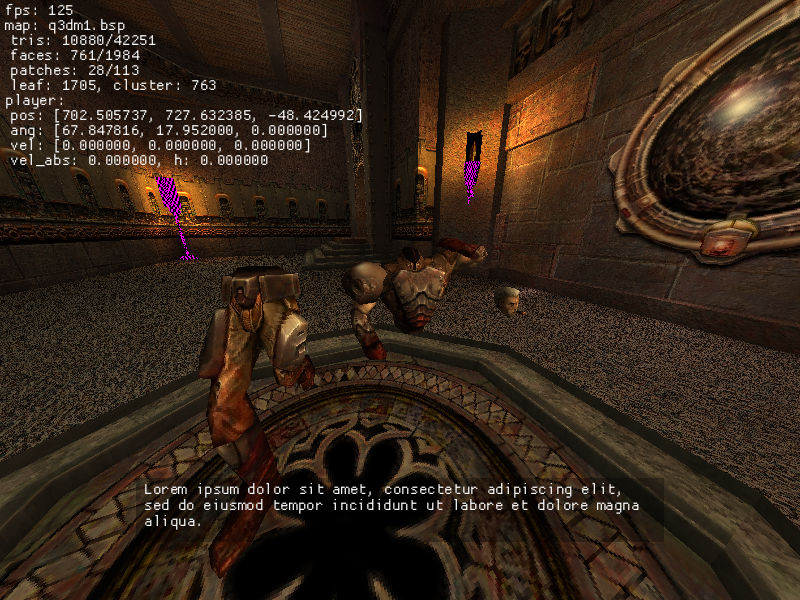 fps: 125
map: q3dm1.bsp
tris: 10880/42251
faces: 761/1984
patches: 28/113
leaf: 1705, cluster: 763
player:
pos: [702.505737, 727.632385, -48.424992]
ang: [67.847816, 17.952000, 0.000000]
vel: [0.000000, 0.000000, 0.000000]
vel_abs: 0.000000, h: 0.000000
Lorem ipsum dolor sit amet, consectetur adipiscing elit,
sed do eiusmod tempor incididunt ut labore et dolore magna
aliqua.